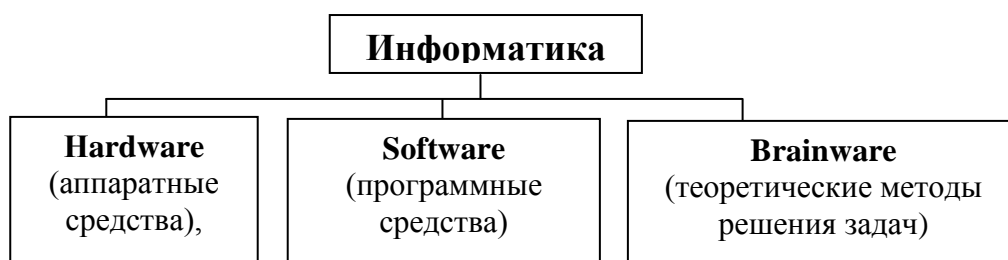 Информатика
Hardware
(аппаратные
средства),
Software
(программные
средства)
Brainware
(теоретические методы
решения задач)